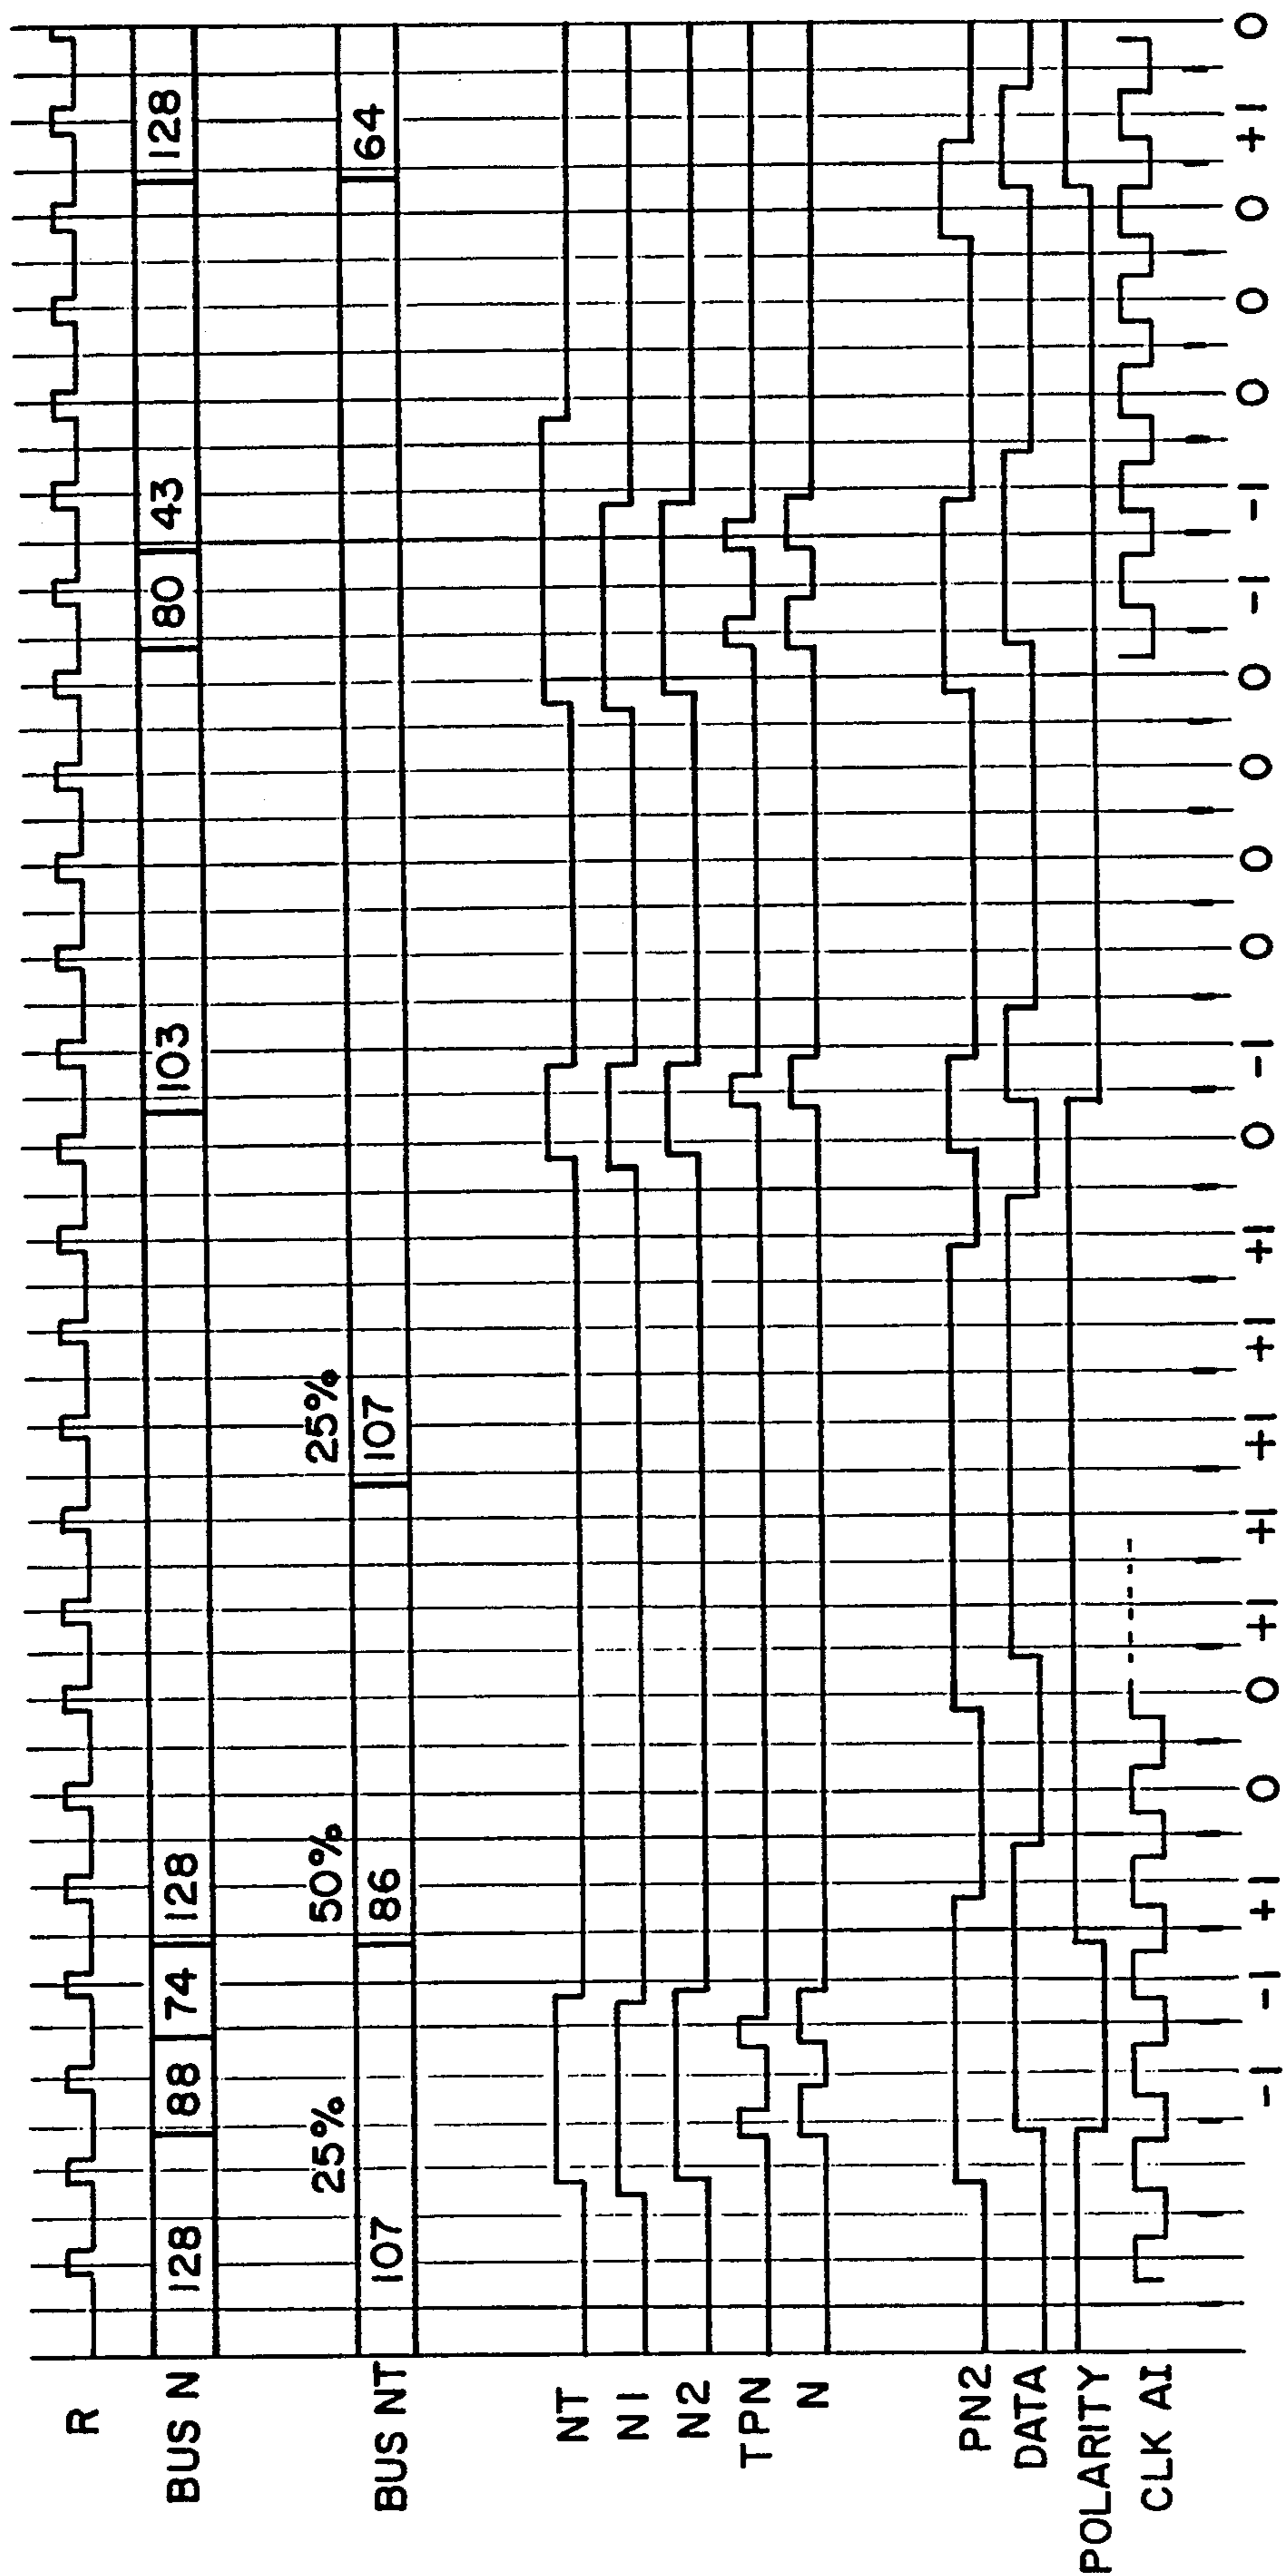 R
BUS N 128 88 74 128 103 80 43 128
25% 50% 25%
BUS NT 107 86 107 64
NT
N1
N2
TPN
N
PN2
DATA
POLARITY
CLK AI
-1 -1 +1 0 0 +1 +1 +1 +1 +1 0 -1 0 0 0 0 -1 -1 0 0 0 +1 0